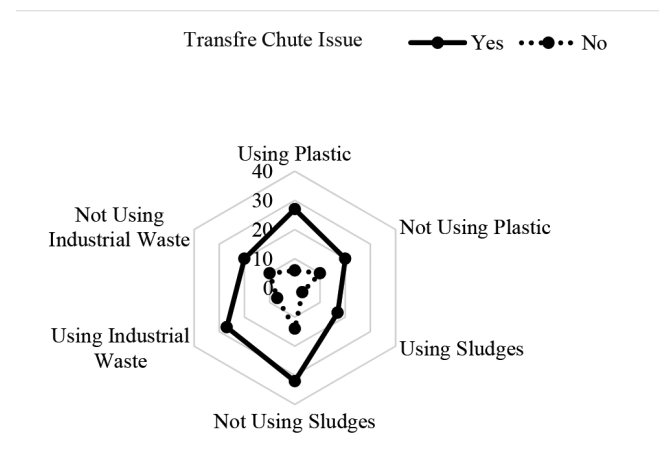 Transfre Chute Issue
Yes
No
Using Plastic
40
30
20
10
0
Not Using
Industrial Waste
Not Using Plastic
Using Industrial
Waste
Using Sludges
Not Using Sludges